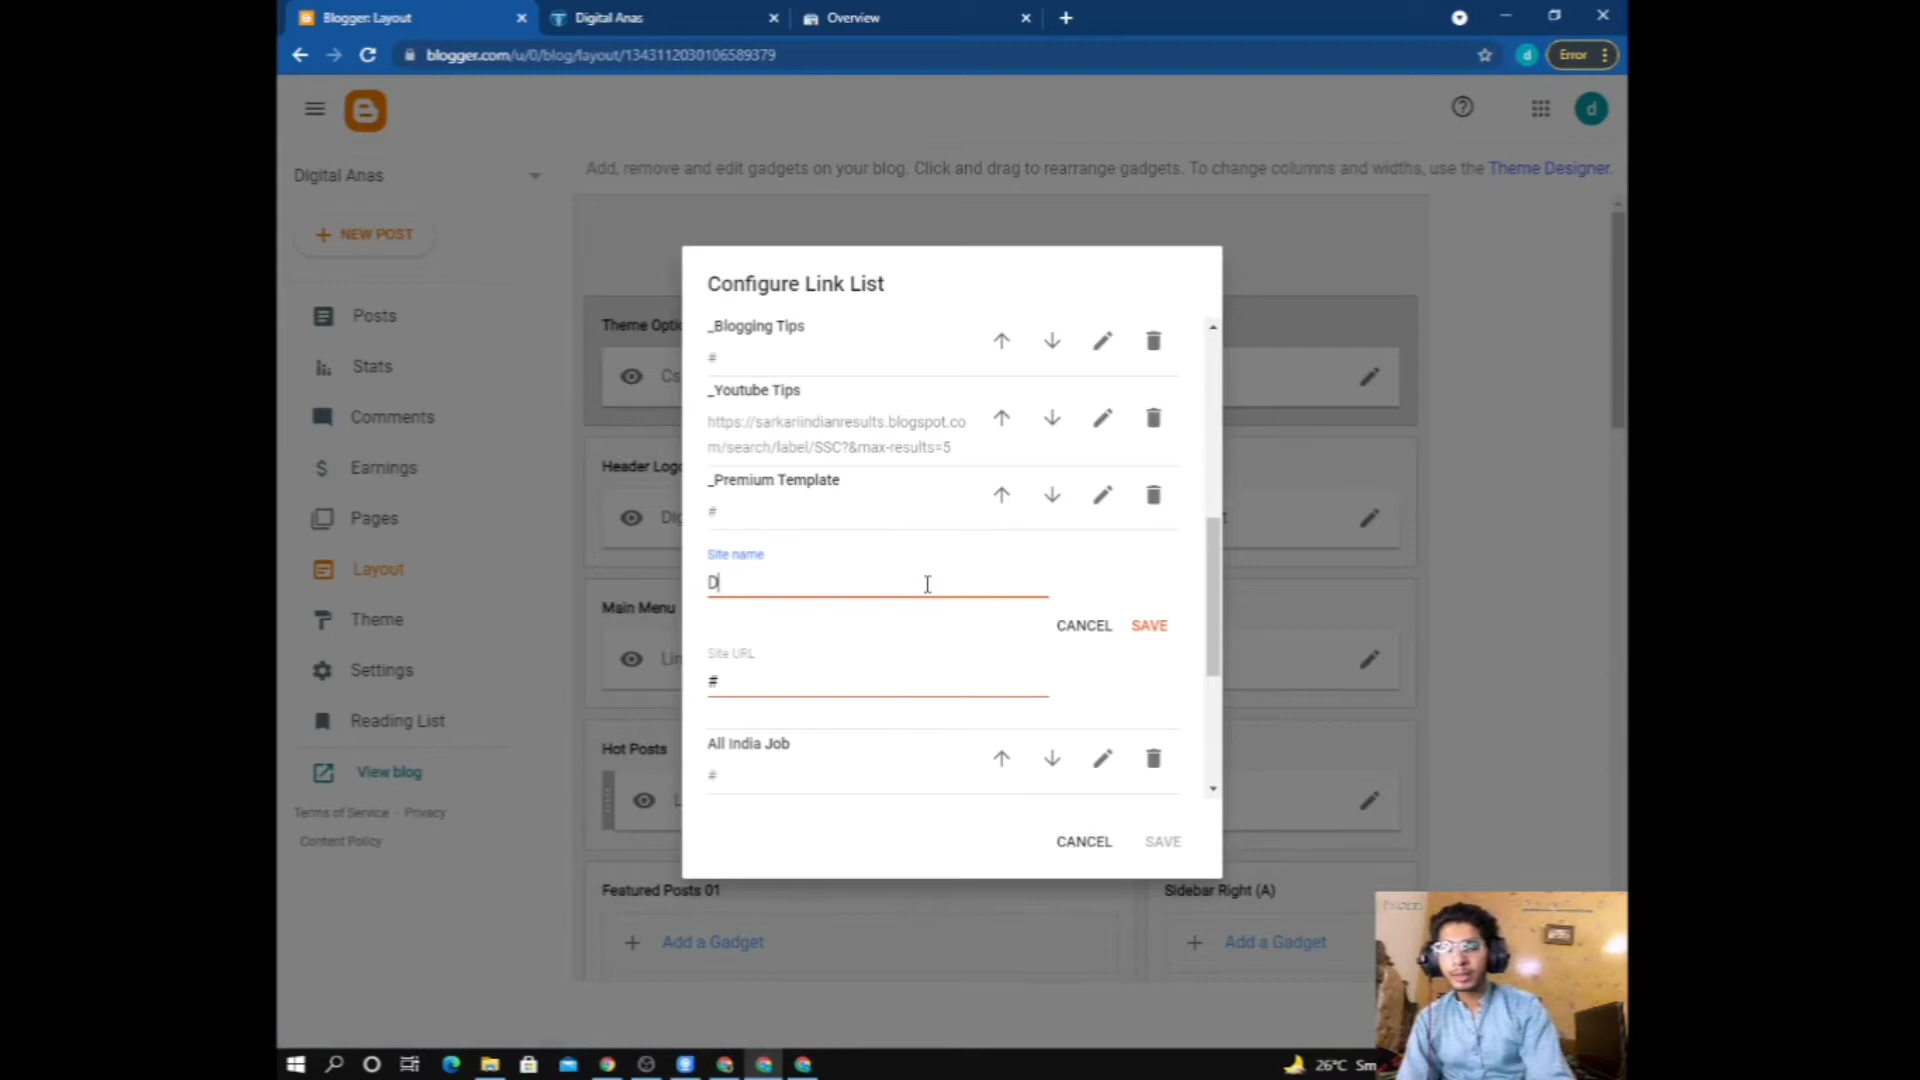 Blogger: Layout
Digital Anas
Overview
blogger.com/u/0/blog/layout/1343112030106589379
d
Error
d
Digital Anas
Add, remove and edit gadgets on your blog. Click and drag to rearrange gadgets. To change columns and widths, use the Theme Designer.
NEW POST
Posts
Stats
Comments
Earnings
Pages
Layout
Theme
Settings
Reading List
View blog
Terms of Service · Privacy
Content Policy
Theme Optio
Cs
Header Logo
Dig
t
Main Menu
Lin
Hot Posts
L
Featured Posts 01
Add a Gadget
Sidebar Right (A)
Add a Gadget
Configure Link List
_Blogging Tips
#
_Youtube Tips
https://sarkariindianresults.blogspot.co
m/search/label/SSC?&max-results=5
_Premium Template
#
Site name
D
CANCEL SAVE
Site URL
#
All India Job
#
CANCEL SAVE
26°C Sm